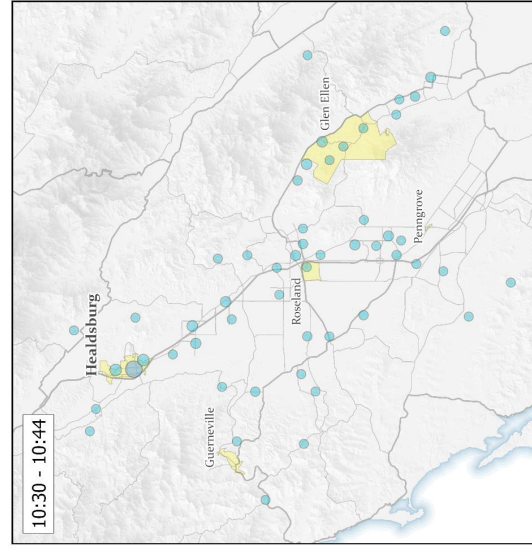 Glen Ellen
Penngrove
Healdsburg
Roseland
Guerneville
10:30 - 10:44